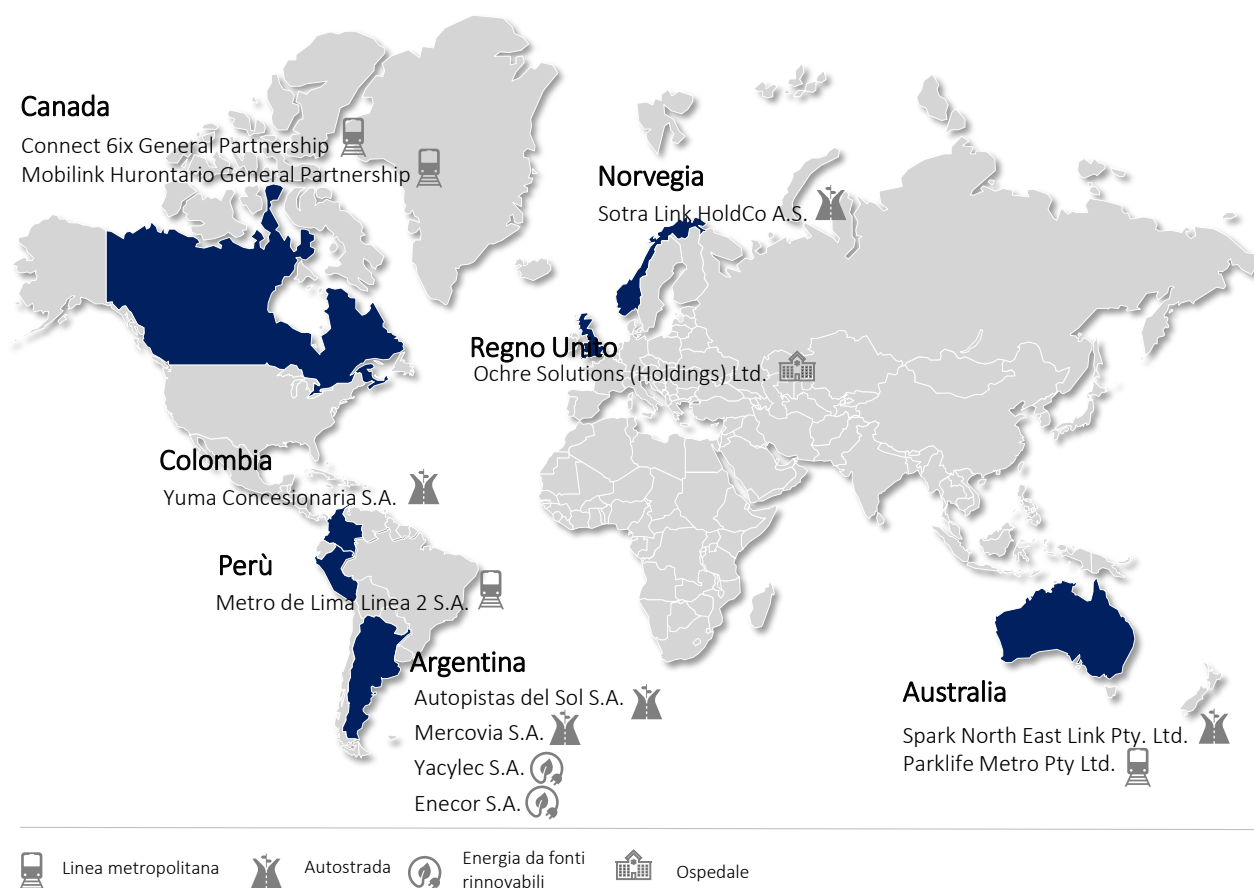 Canada
Connect 6ix General Partnership
Mobilink Hurontario General Partnership
Norvegia
Sotra Link HoldCo A.S.
Regno Unito
Ochre Solutions (Holdings) Ltd.
Colombia
Yuma Concesionaria S.A.
Perù
Metro de Lima Linea 2 S.A.
Argentina
Autopistas del Sol S.A.
Mercovia S.A.
Yacylec S.A.
Enecor S.A.
Australia
Spark North East Link Pty. Ltd.
Parklife Metro Pty Ltd.
Linea metropolitana
Autostrada
Energia da fonti
rinnovabili
Ospedale